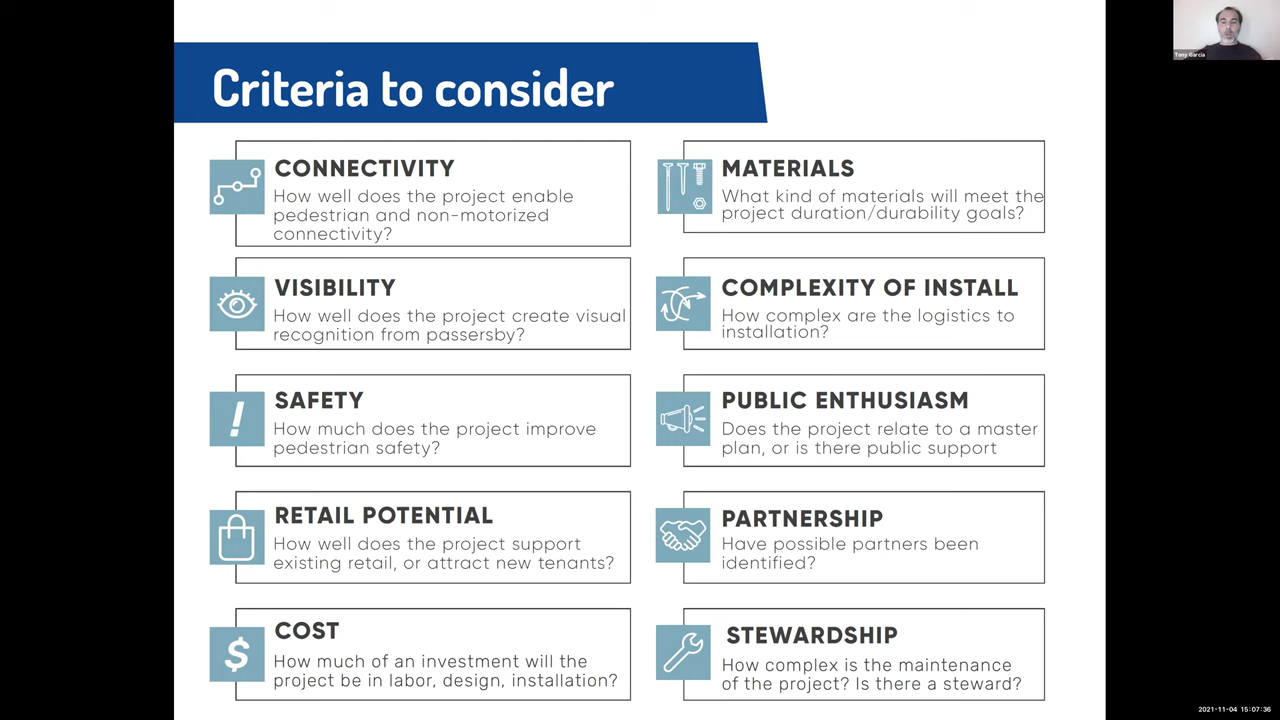 Criteria to consider
CONNECTIVITY
How well does the project enable
pedestrian and non-motorized
connectivity?
VISIBILITY
How well does the project create visual
recognition from passersby?
SAFETY
How much does the project improve
pedestrian safety?
RETAIL POTENTIAL
How well does the project support
existing retail, or attract new tenants?
COST
How much of an investment will the
project be in labor, design, installation?
MATERIALS
What kind of materials will meet the
project duration/durability goals?
COMPLEXITY OF INSTALL
How complex are the logistics to
installation?
PUBLIC ENTHUSIASM
Does the project relate to a master
plan, or is there public support
PARTNERSHIP
Have possible partners been
identified?
STEWARDSHIP
How complex is the maintenance
of the project? Is there a steward?
Tony Garcia
2021-11-04 15:07:36